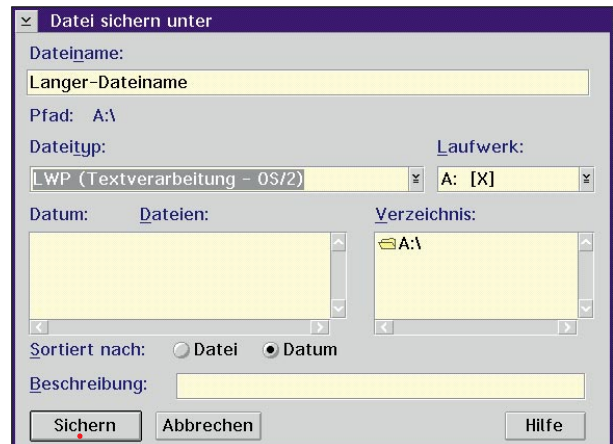 Datei sichern unter
Dateiname:
Langer-Dateiname
Pfad: A:\
Dateityp: Laufwerk:
LWP (Textverarbeitung - OS/2) A: [X]
Datum: Dateien: Verzeichnis:
A:\
Sortiert nach: Datei Datum
Beschreibung:
Sichern Abbrechen Hilfe